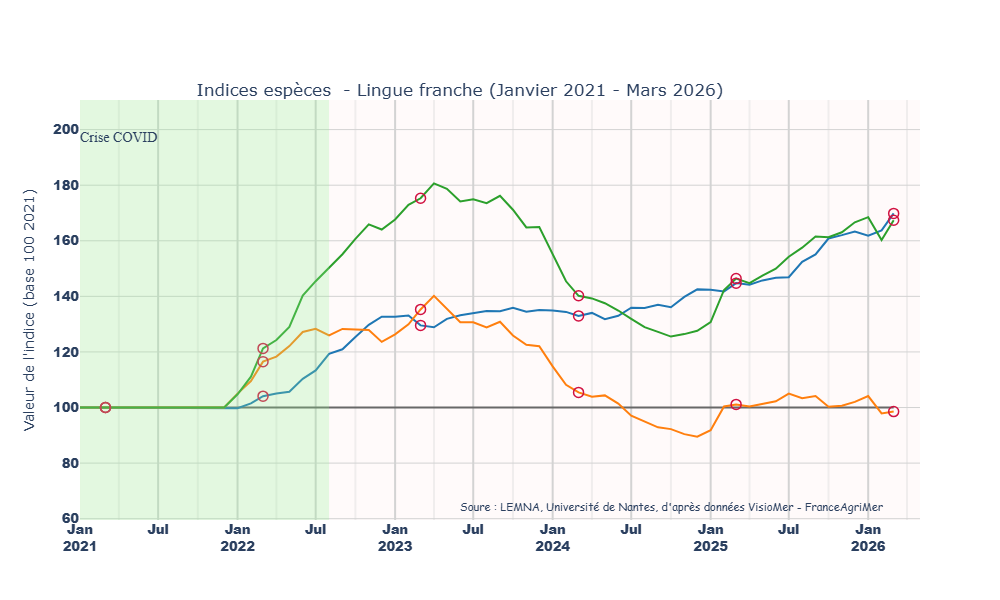 Indices espèces  - Lingue franche (Janvier 2021 - Mars 2026)
Valeur de l'Indice (base 100 2021)
200
180
160
140
120
100
80
60
Crise COVID
Soure : LEMNA, Université de Nantes, d'après données VisioMer - FranceAgriMer
Jan Jul Jan Jul Jan Jul Jan Jul Jan Jul Jan
2021 2022 2023 2024 2025 2026